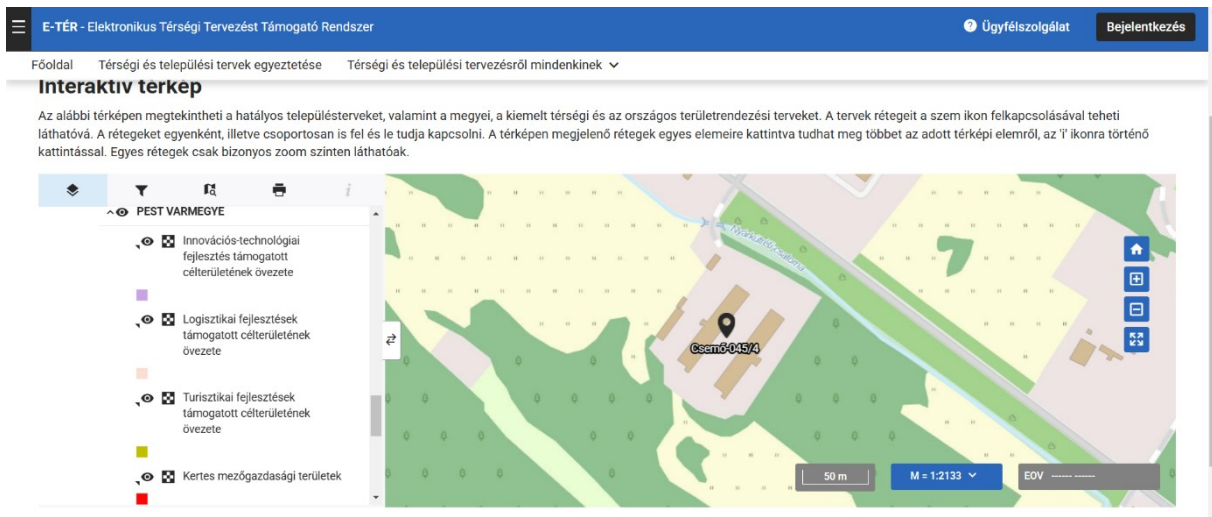 E-TÉR - Elektronikus Térségi Tervezést Támogató Rendszer
Ügyfélszolgálat
Bejelentkezés
Főoldal
Térségi és települési tervek egyeztetése
Térségi és települési tervezésről mindenkinek
Interaktív térkép
Az alábbi térképen megtekintheti a hatályos településterveket, valamint a megyei, a kiemelt térségi és az országos területrendezési terveket. A tervek rétegeit a szem ikon felkapcsolásával teheti
láthatóvá. A rétegeket egyenként, illetve csoportosan is fel és le tudja kapcsolni. A térképen megjelenő rétegek egyes elemeire kattintva tudhat meg többet az adott térképi elemről, az 'i' ikonra történő
kattintással. Egyes rétegek csak bizonyos zoom szinten láthatóak.
i
PEST VARMEGYE
Innovációs-technológiai
fejlesztés támogatott
célterületének övezete
Logisztikai fejlesztések
támogatott célterületének
övezete
Turisztikai fejlesztések
támogatott célterületének
övezete
Kertes mezőgazdasági területek
Csemő-045/4
50 m
M = 1:2133
EOV ------ ------